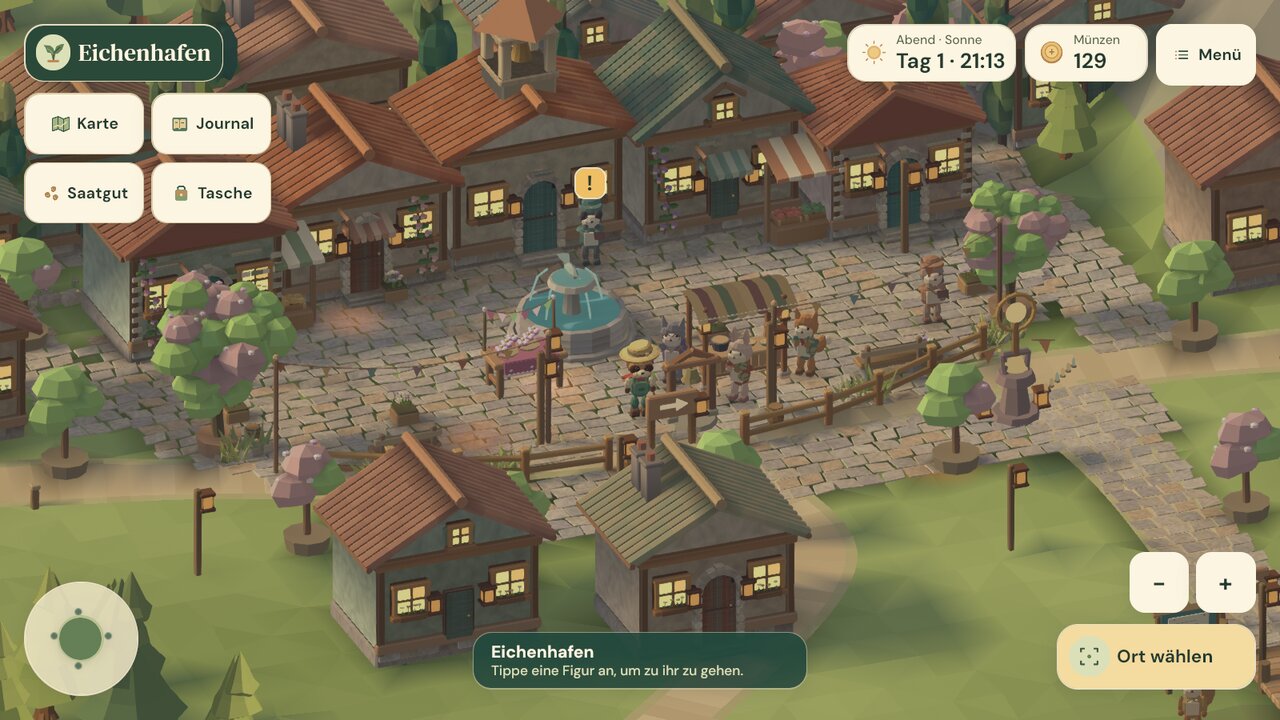 Eichenhafen
Karte
Journal
Saatgut
Tasche
Abend · Sonne
Tag 1 · 21:13
Münzen
129
Menü
!
−
+
Ort wählen
Eichenhafen
Tippe eine Figur an, um zu ihr zu gehen.